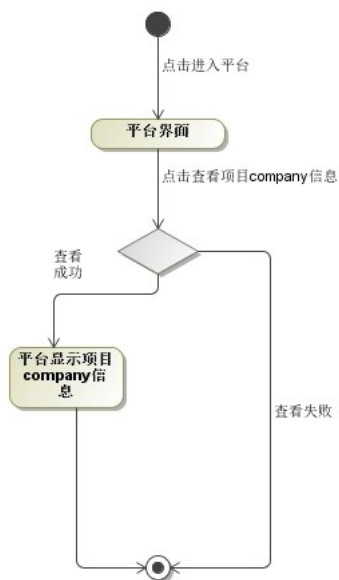 点击进入平台
平台界面
点击查看项目company信息
查看
成功
平台显示项目
company信
息
查看失败